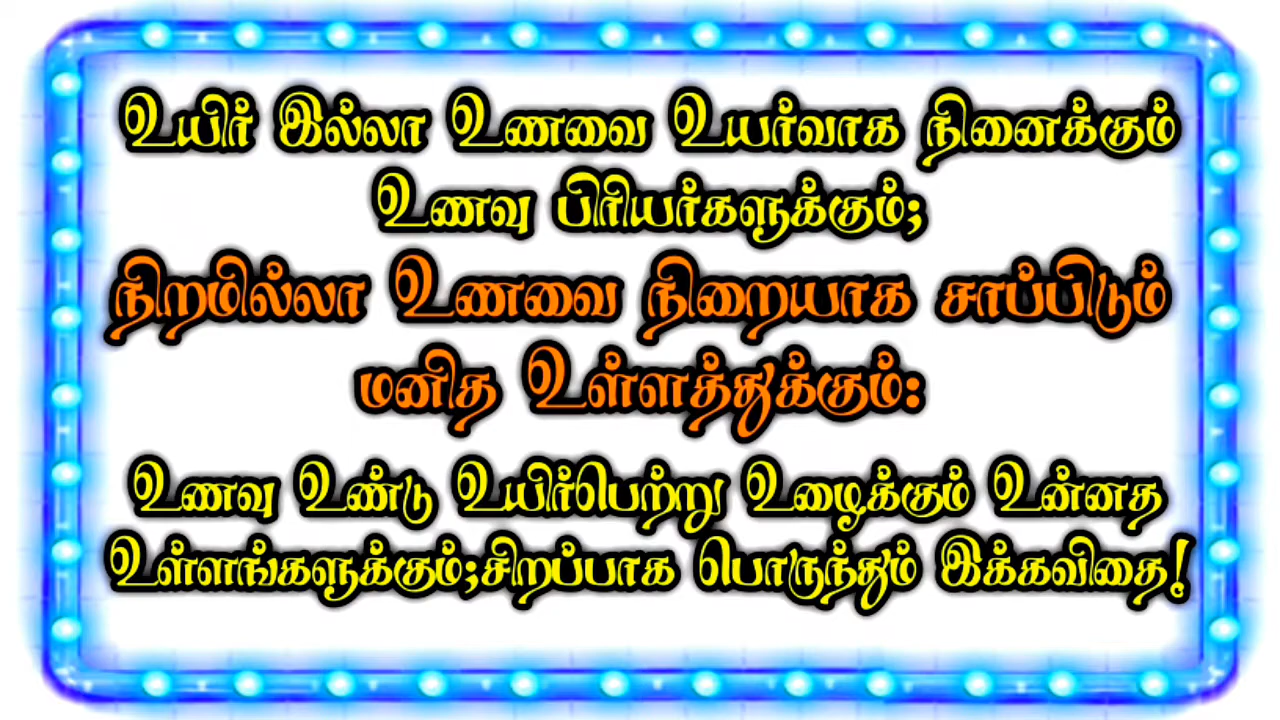 உயிர் இல்லா உணவை உயர்வாக நினைக்கும்
உணவு பிரியர்களுக்கும்;
நிறமில்லா உணவை நிறையாக சாப்பிடும்
மனித உள்ளத்துக்கும்:
உணவு உண்டு உயிர்பெற்று உழைக்கும் உன்னத
உள்ளங்களுக்கும்;சிறப்பாக பொருந்தும் இக்கவிதை!